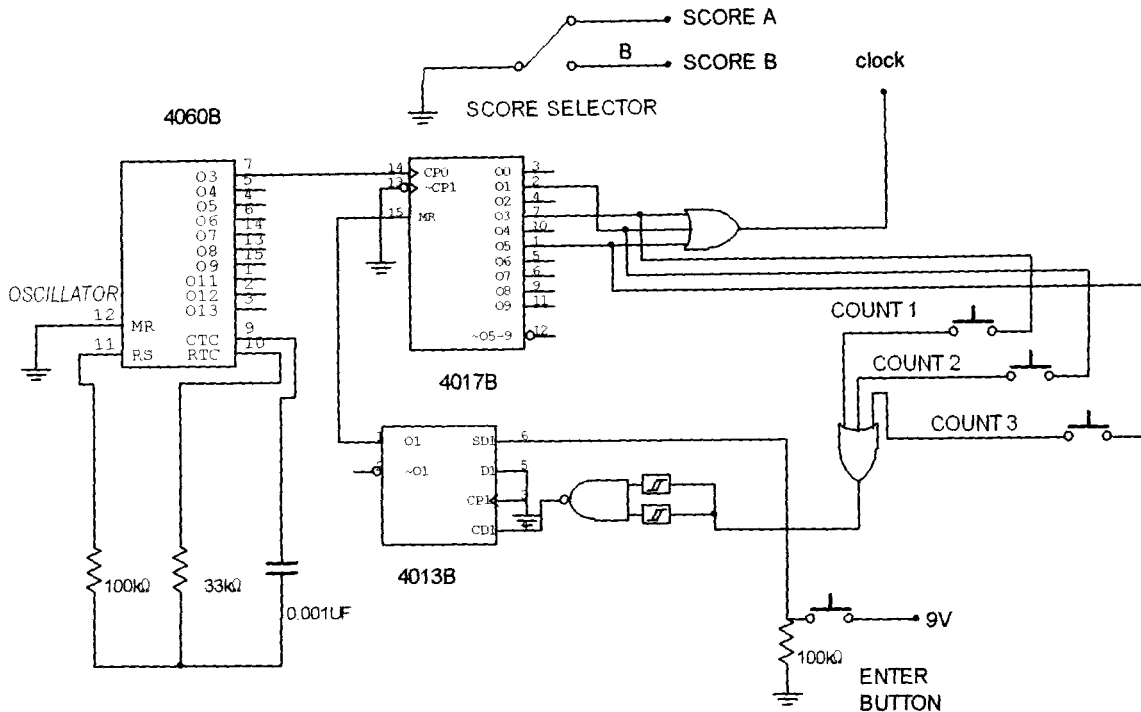 SCORE A
B
SCORE B
clock
SCORE SELECTOR
4060B
7 O3
5 O4
4 O5
6 O6
14 O7
13 O8
15 O9
1 O11
2 O12
3 O13
OSCILLATOR
12 MR
11 RS
9 CTC
10 RTC
14 CP0
13 ~CP1
15 MR
O0 3
O1 2
O2 4
O3 7
O4 10
O5 1
O6 5
O7 6
O8 9
O9 11
~O5-9 12
4017B
COUNT 1
COUNT 2
COUNT 3
O1
~O1
SD1 6
D1 5
CP1
CD1
4013B
100kΩ
33kΩ
0.001UF
9V
100kΩ
ENTER
BUTTON